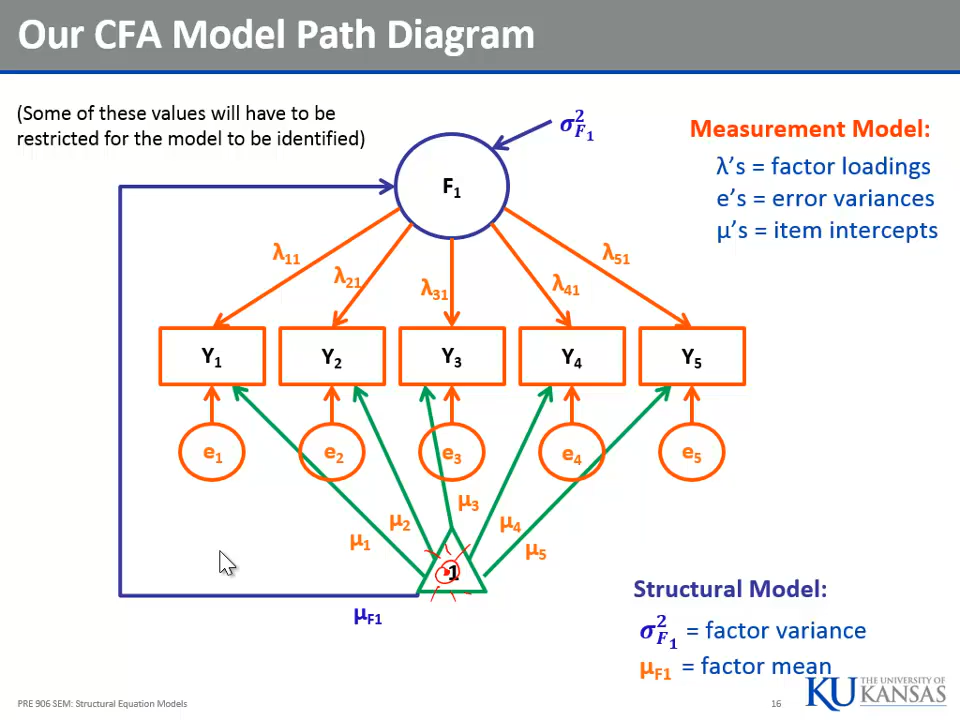 Our CFA Model Path Diagram
(Some of these values will have to be
restricted for the model to be identified)
σ²F₁
Measurement Model:
λ's = factor loadings
e's = error variances
μ's = item intercepts
F₁
λ₁₁
λ₂₁
λ₃₁
λ₄₁
λ₅₁
Y₁
Y₂
Y₃
Y₄
Y₅
e₁
e₂
e₃
e₄
e₅
μ₁
μ₂
μ₃
μ₄
μ₅
1
μF1
Structural Model:
σ²F₁ = factor variance
μF1 = factor mean
PRE 906 SEM: Structural Equation Models
16
KU THE UNIVERSITY OF
KANSAS